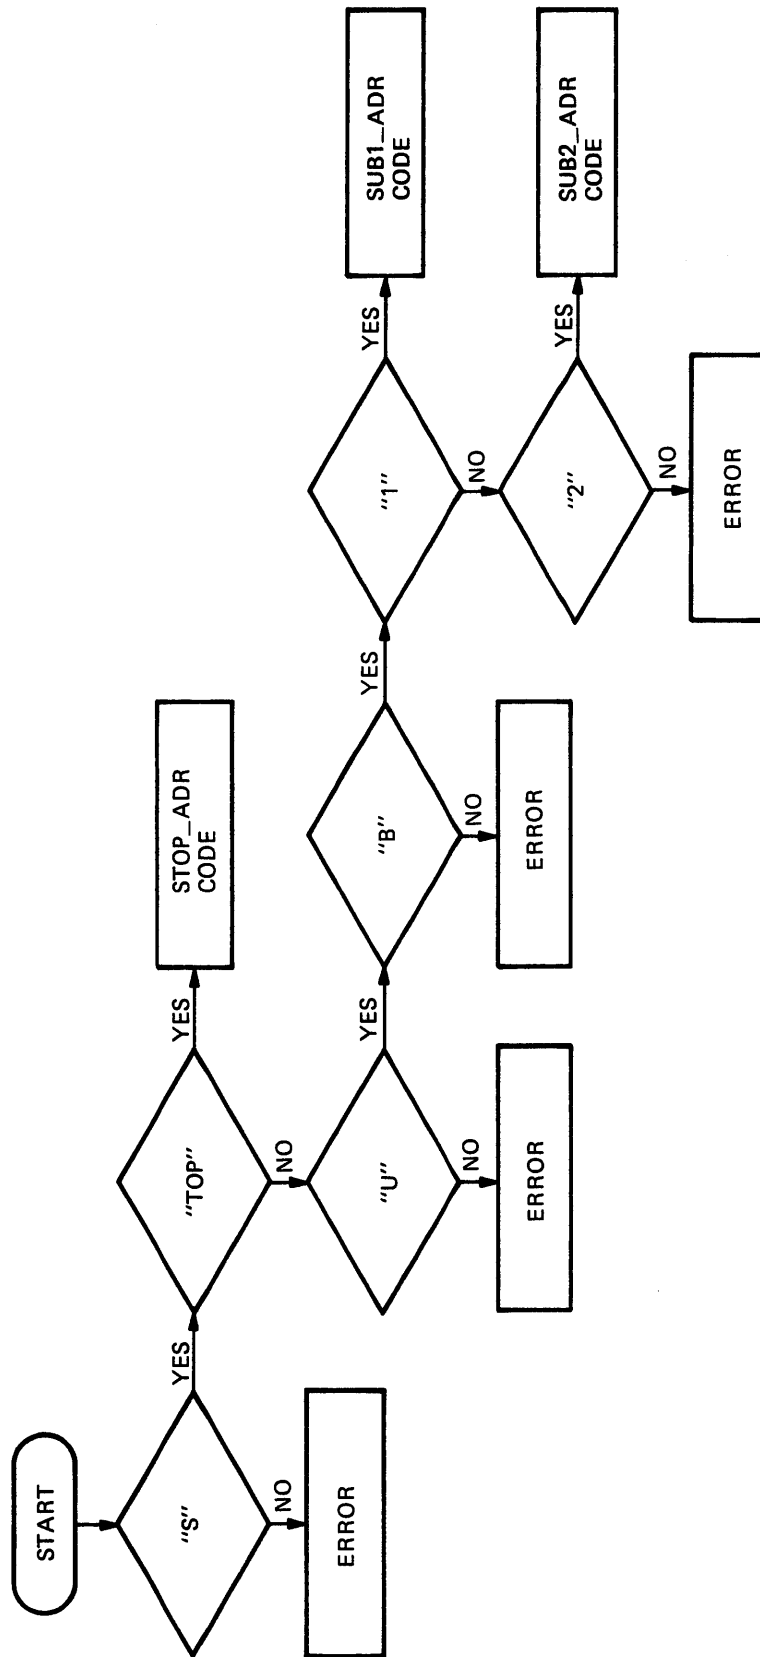 START
"S"
YES
"TOP"
YES
STOP_ADR
CODE
NO
ERROR
NO
"U"
YES
"B"
YES
"1"
YES
SUB1_ADR
CODE
NO
ERROR
NO
ERROR
NO
"2"
YES
SUB2_ADR
CODE
NO
ERROR